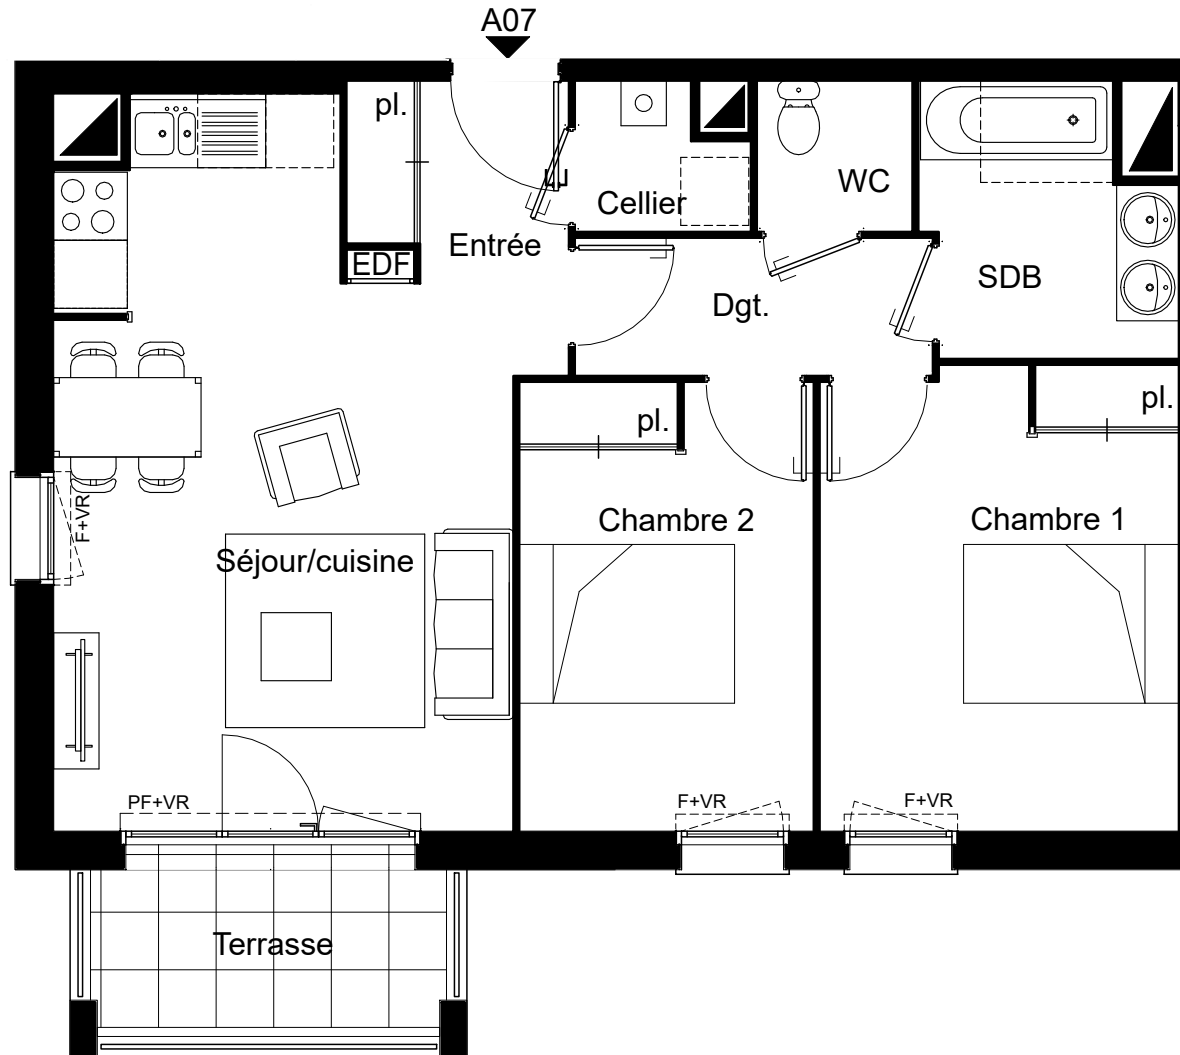 A07
pl.
WC
Cellier
Entrée
EDF
SDB
Dgt.
pl.
pl.
F+VR
Chambre 2
Chambre 1
Séjour/cuisine
PF+VR
F+VR
F+VR
Terrasse